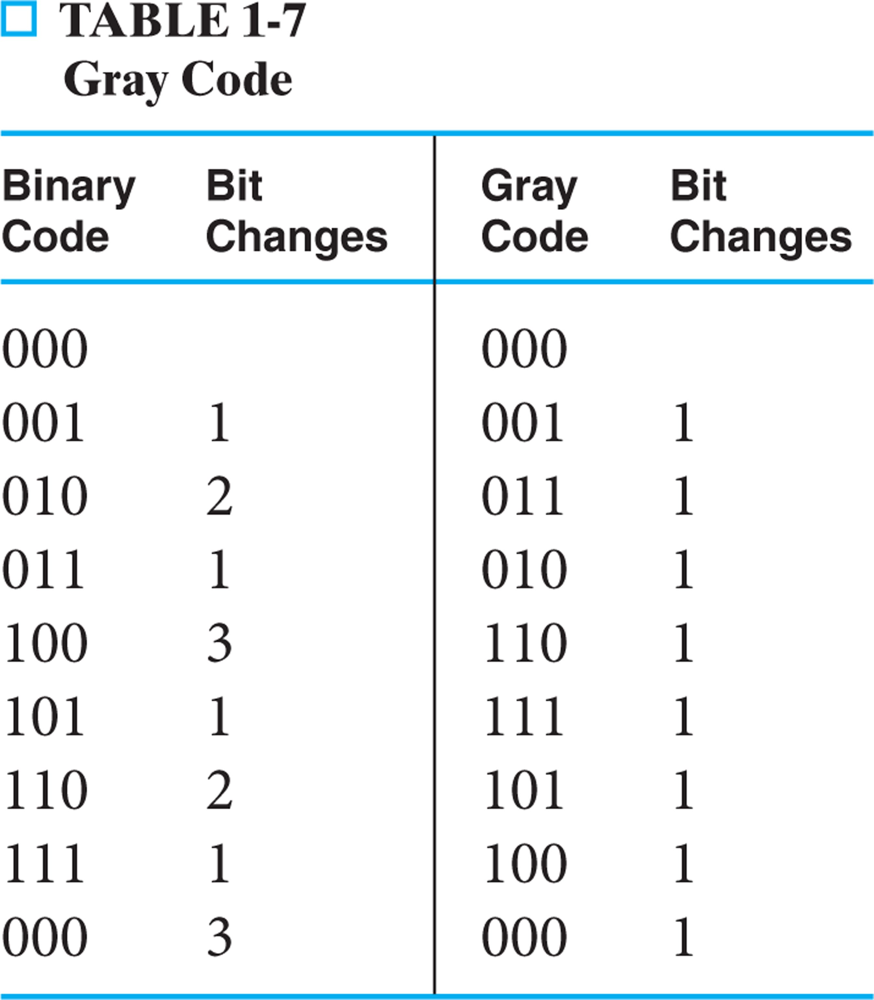 TABLE 1-7
Gray Code
Binary Code Bit Changes Gray Code Bit Changes
000 000
001 1 001 1
010 2 011 1
011 1 010 1
100 3 110 1
101 1 111 1
110 2 101 1
111 1 100 1
000 3 000 1